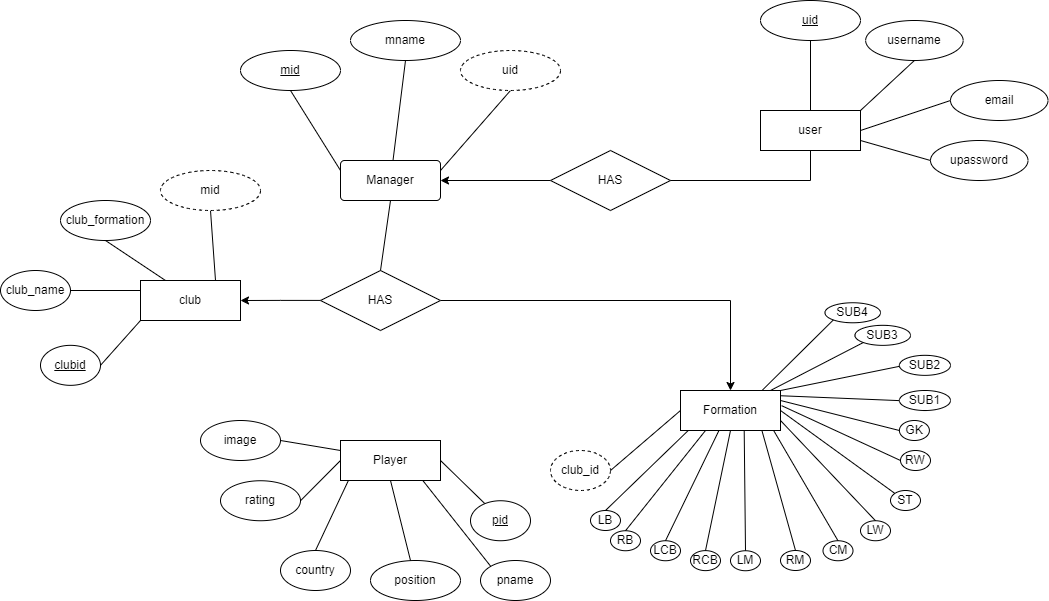 uid
mname
username
mid
uid
email
user
upassword
Manager
HAS
mid
club_formation
club_name
club
HAS
SUB4
SUB3
clubid
SUB2
SUB1
Formation
GK
image
Player
RW
club_id
rating
ST
pid
LB
LW
RB
LCB
CM
RCB
LM
RM
country
position
pname